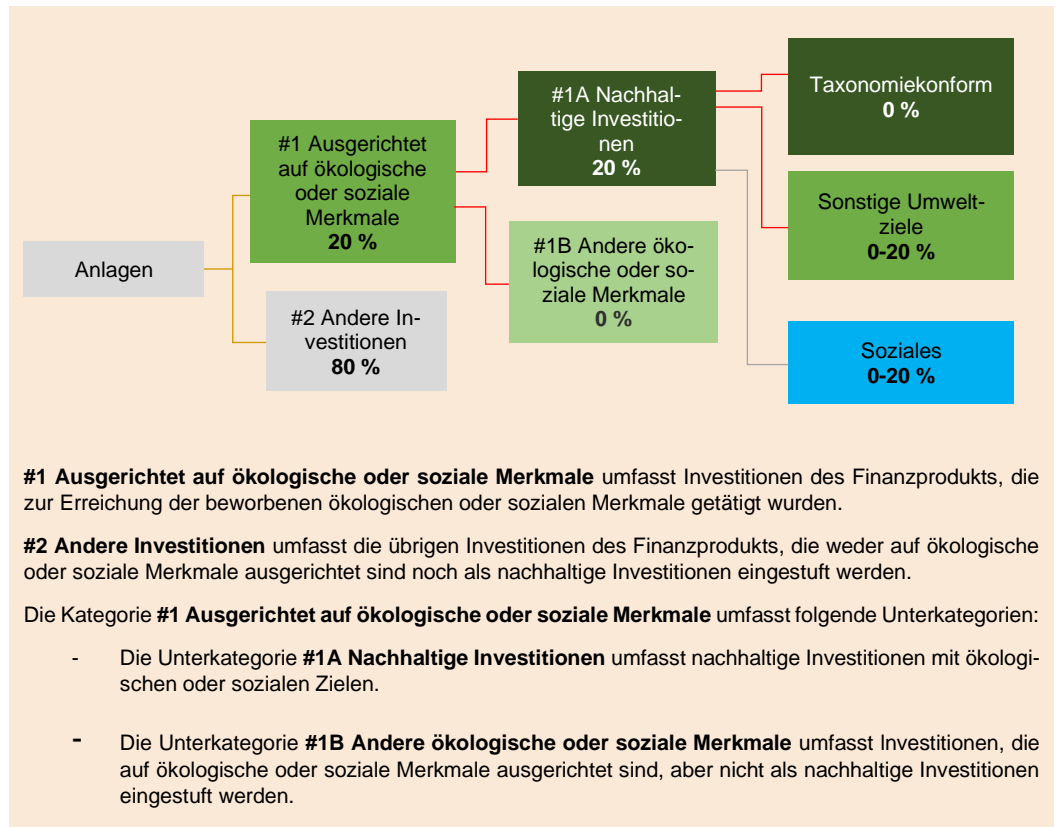 Anlagen
#1 Ausgerichtet
auf ökologische
oder soziale
Merkmale
20 %
#2 Andere In-
vestitionen
80 %
#1A Nachhal-
tige Investitio-
nen
20 %
#1B Andere öko-
logische oder so-
ziale Merkmale
0 %
Taxonomiekonform
0 %
Sonstige Umwelt-
ziele
0-20 %
Soziales
0-20 %
#1 Ausgerichtet auf ökologische oder soziale Merkmale umfasst Investitionen des Finanzprodukts, die
zur Erreichung der beworbenen ökologischen oder sozialen Merkmale getätigt wurden.
#2 Andere Investitionen umfasst die übrigen Investitionen des Finanzprodukts, die weder auf ökologische
oder soziale Merkmale ausgerichtet sind noch als nachhaltige Investitionen eingestuft werden.
Die Kategorie #1 Ausgerichtet auf ökologische oder soziale Merkmale umfasst folgende Unterkategorien:
- Die Unterkategorie #1A Nachhaltige Investitionen umfasst nachhaltige Investitionen mit ökologi-
schen oder sozialen Zielen.
- Die Unterkategorie #1B Andere ökologische oder soziale Merkmale umfasst Investitionen, die
auf ökologische oder soziale Merkmale ausgerichtet sind, aber nicht als nachhaltige Investitionen
eingestuft werden.